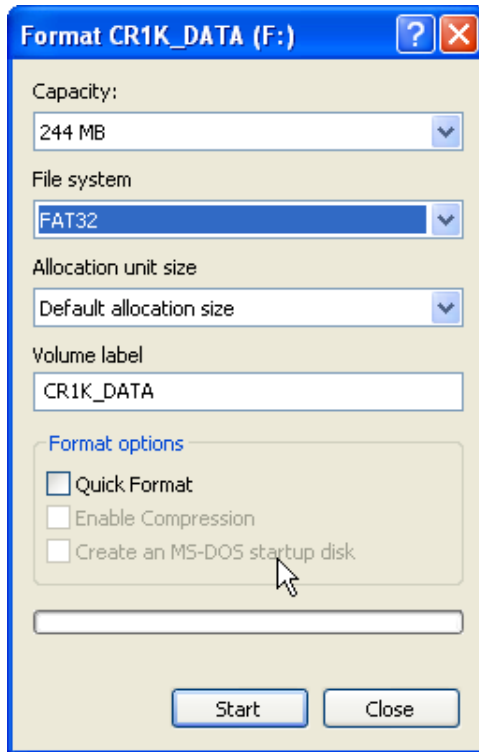 Format CR1K_DATA (F:)
Capacity:
244 MB
File system
FAT32
Allocation unit size
Default allocation size
Volume label
CR1K_DATA
Format options
Quick Format
Enable Compression
Create an MS-DOS startup disk
Start
Close